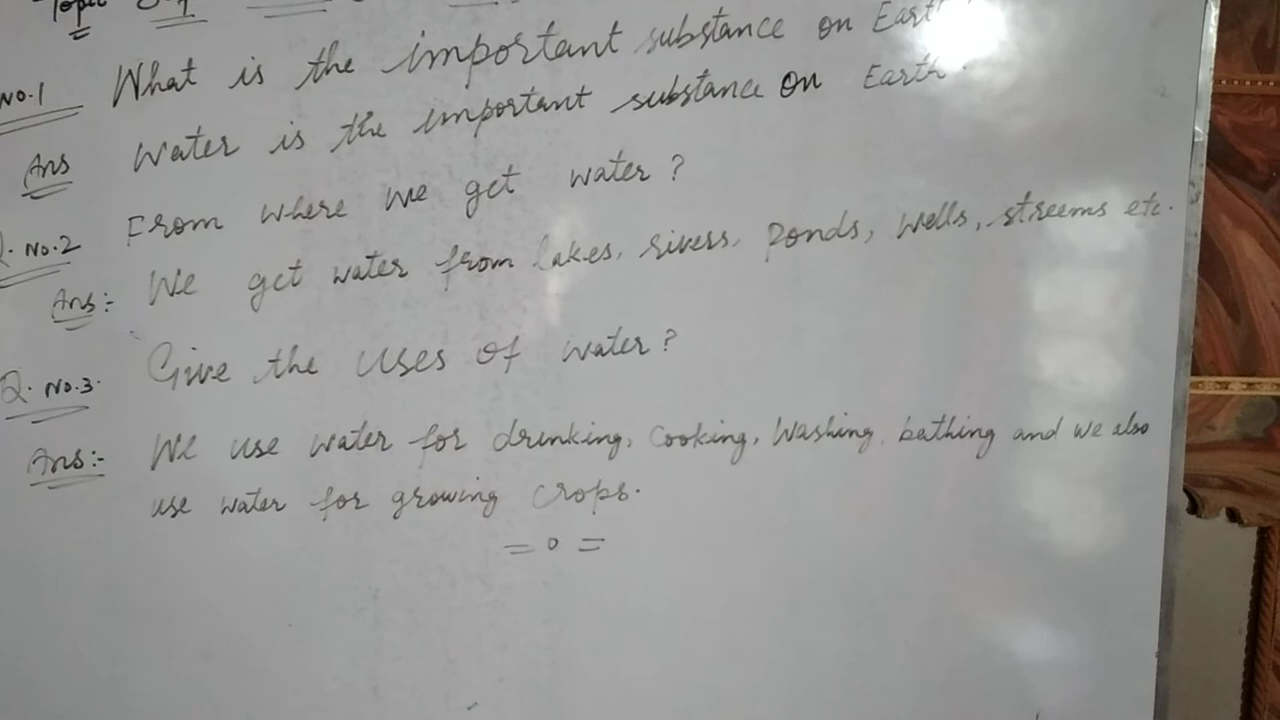 Topic
No.1 What is the important substance on Earth
Ans Water is the important substance on Earth.
Q. No.2 From where we get water?
Ans:- We get water from lakes, rivers, ponds, wells, streems etc.
Q. No.3. Give the uses of water?
Ans:- We use water for drinking, Cooking, Washing, bathing and we also
use water for growing crops.
= 0 =